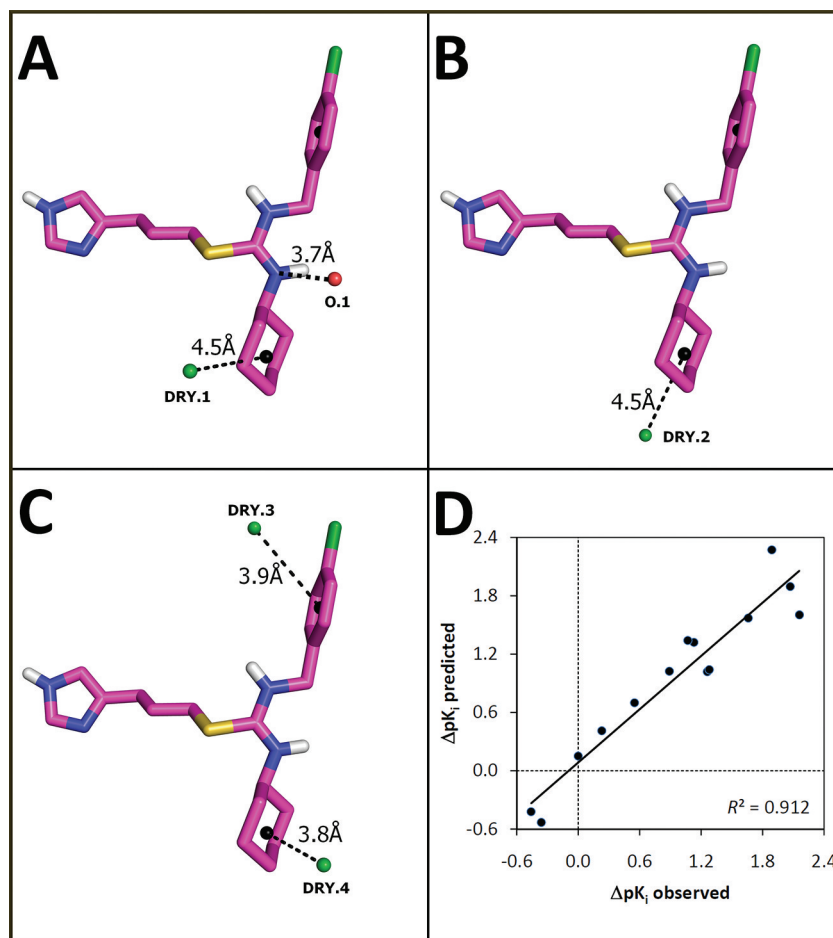 A
3.7Å
O.1
4.5Å
DRY.1
B
4.5Å
DRY.2
C
DRY.3
3.9Å
3.8Å
DRY.4
D
2.4
1.8
1.2
0.6
0.0
-0.6
ΔpKᵢ predicted
R² = 0.912
-0.6 0.0 0.6 1.2 1.8 2.4
ΔpKᵢ observed